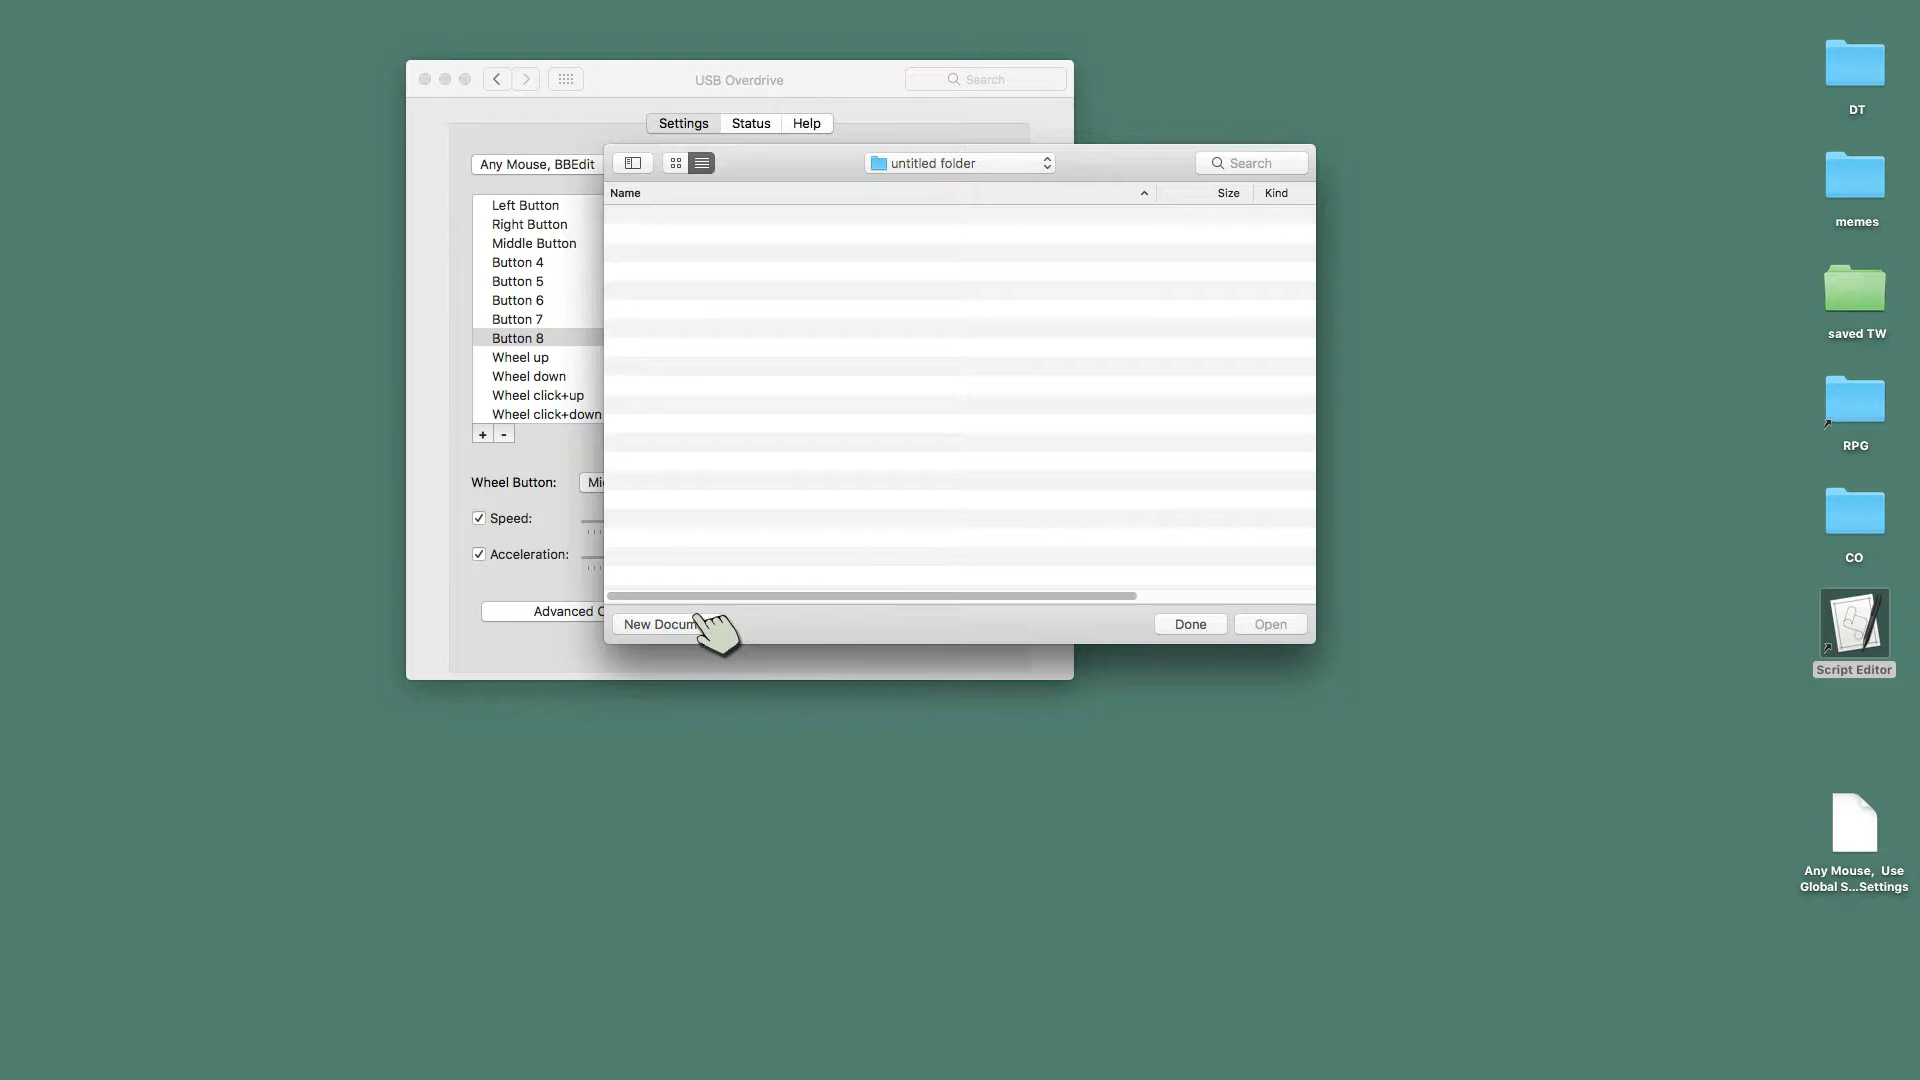 USB Overdrive
Search
Settings
Status
Help
Any Mouse, BBEdit
Left Button
Right Button
Middle Button
Button 4
Button 5
Button 6
Button 7
Button 8
Wheel up
Wheel down
Wheel click+up
Wheel click+down
+ -
Wheel Button:
Speed:
Acceleration:
Advanced
untitled folder
Search
Name
Size
Kind
New Docum
Done
Open
DT
memes
saved TW
RPG
CO
Script Editor
Any Mouse, Use
Global S...Settings